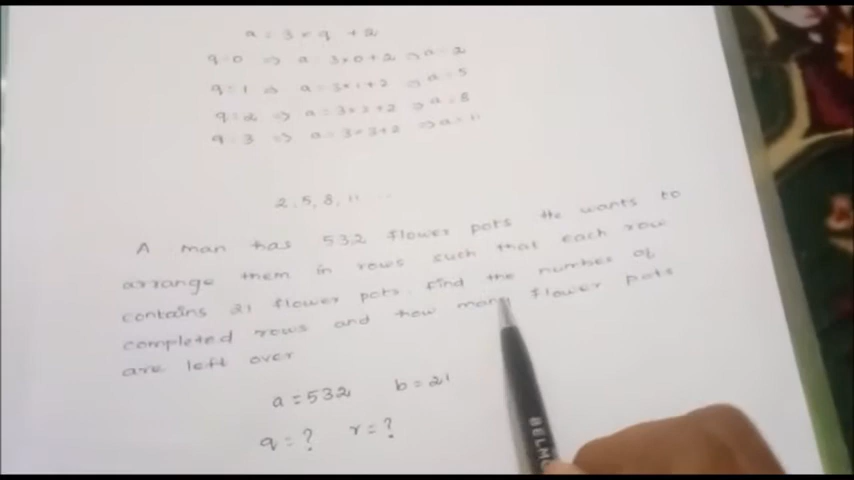 a = 3 × q + 2
q=0 ⇒ a = 3×0+2 ⇒ a = 2
q=1 ⇒ a = 3×1+2 ⇒ a = 5
q=2 ⇒ a = 3×2+2 ⇒ a = 8
q=3 ⇒ a = 3×3+2 ⇒ a = 11
2, 5, 8, 11 ....
A man has 532 flower pots He wants to
arrange them in rows such that each row
contains 21 flower pots. Find the number of
completed rows and how many flower pots
are left over
a = 532 b = 21
q = ? r = ?